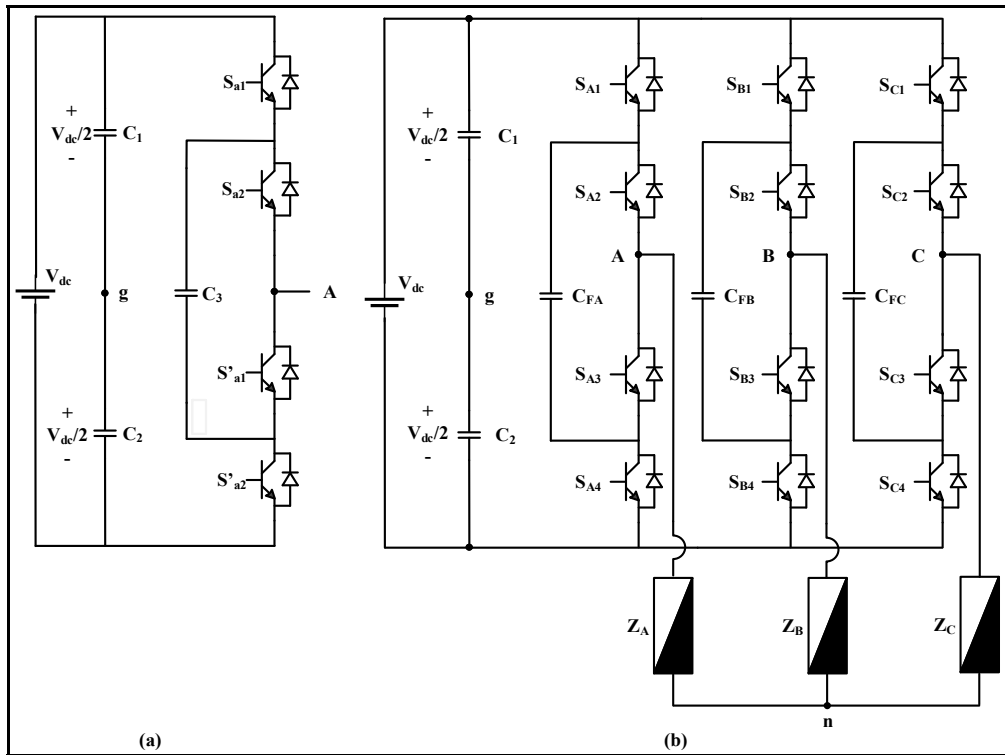 S_a1
+
V_dc/2
-
C_1
S_a2
V_dc
g
C_3
A
S'_a1
+
V_dc/2
-
C_2
S'_a2
(a)
S_A1
S_B1
S_C1
+
V_dc/2
-
C_1
S_A2
S_B2
S_C2
A
B
C
V_dc
g
C_FA
C_FB
C_FC
S_A3
S_B3
S_C3
+
V_dc/2
-
C_2
S_A4
S_B4
S_C4
Z_A
Z_B
Z_C
n
(b)